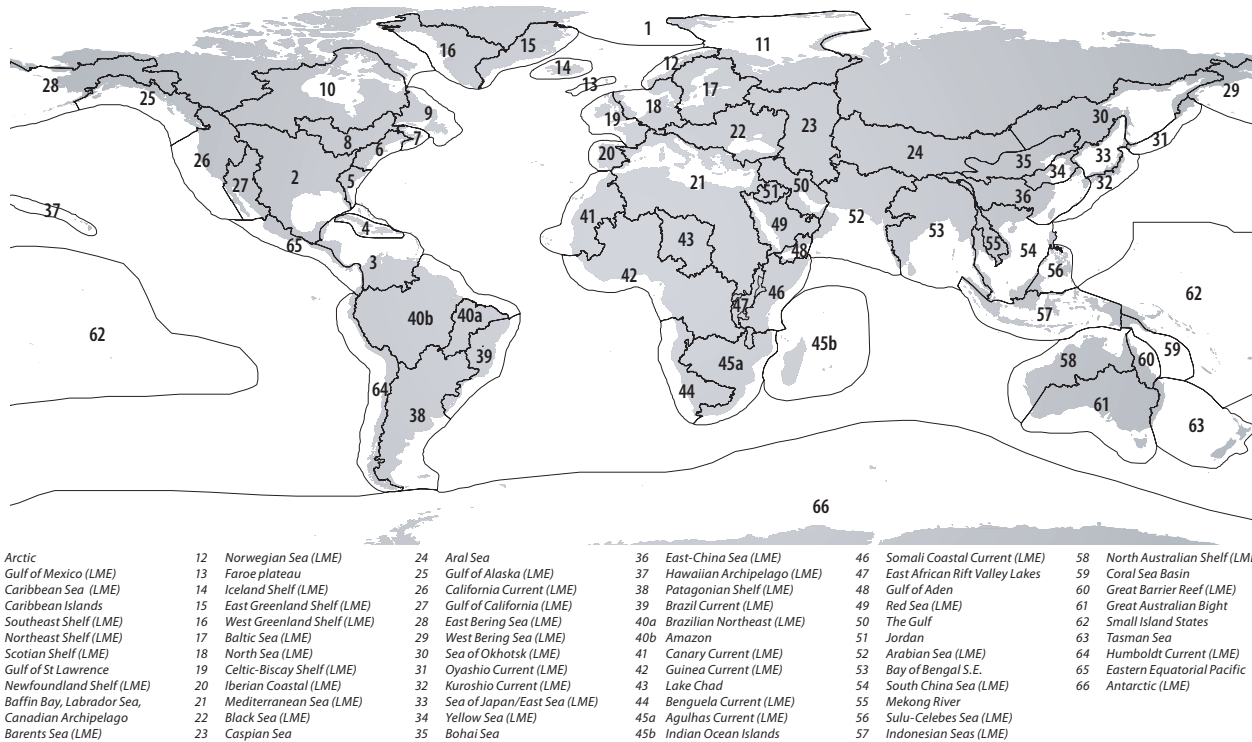 1
11
16
15
14
12
13
28
25
10
17
29
9
18
19
30
22
23
8
7
6
31
26
24
33
35
34
20
2
27
5
21
32
51
50
36
37
41
52
4
49
53
65
43
48
55
54
3
42
56
46
62
47
57
40b
40a
62
45b
59
39
45a
58
60
64
44
38
61
63
66
Arctic
Gulf of Mexico (LME)
Caribbean Sea (LME)
Caribbean Islands
Southeast Shelf (LME)
Northeast Shelf (LME)
Scotian Shelf (LME)
Gulf of St Lawrence
Newfoundland Shelf (LME)
Baffin Bay, Labrador Sea,
Canadian Archipelago
Barents Sea (LME)
12 Norwegian Sea (LME)
13 Faroe plateau
14 Iceland Shelf (LME)
15 East Greenland Shelf (LME)
16 West Greenland Shelf (LME)
17 Baltic Sea (LME)
18 North Sea (LME)
19 Celtic-Biscay Shelf (LME)
20 Iberian Coastal (LME)
21 Mediterranean Sea (LME)
22 Black Sea (LME)
23 Caspian Sea
24 Aral Sea
25 Gulf of Alaska (LME)
26 California Current (LME)
27 Gulf of California (LME)
28 East Bering Sea (LME)
29 West Bering Sea (LME)
30 Sea of Okhotsk (LME)
31 Oyashio Current (LME)
32 Kuroshio Current (LME)
33 Sea of Japan/East Sea (LME)
34 Yellow Sea (LME)
35 Bohai Sea
36 East-China Sea (LME)
37 Hawaiian Archipelago (LME)
38 Patagonian Shelf (LME)
39 Brazil Current (LME)
40a Brazilian Northeast (LME)
40b Amazon
41 Canary Current (LME)
42 Guinea Current (LME)
43 Lake Chad
44 Benguela Current (LME)
45a Agulhas Current (LME)
45b Indian Ocean Islands
46 Somali Coastal Current (LME)
47 East African Rift Valley Lakes
48 Gulf of Aden
49 Red Sea (LME)
50 The Gulf
51 Jordan
52 Arabian Sea (LME)
53 Bay of Bengal S.E.
54 South China Sea (LME)
55 Mekong River
56 Sulu-Celebes Sea (LME)
57 Indonesian Seas (LME)
58 North Australian Shelf (LM
59 Coral Sea Basin
60 Great Barrier Reef (LME)
61 Great Australian Bight
62 Small Island States
63 Tasman Sea
64 Humboldt Current (LME)
65 Eastern Equatorial Pacific
66 Antarctic (LME)